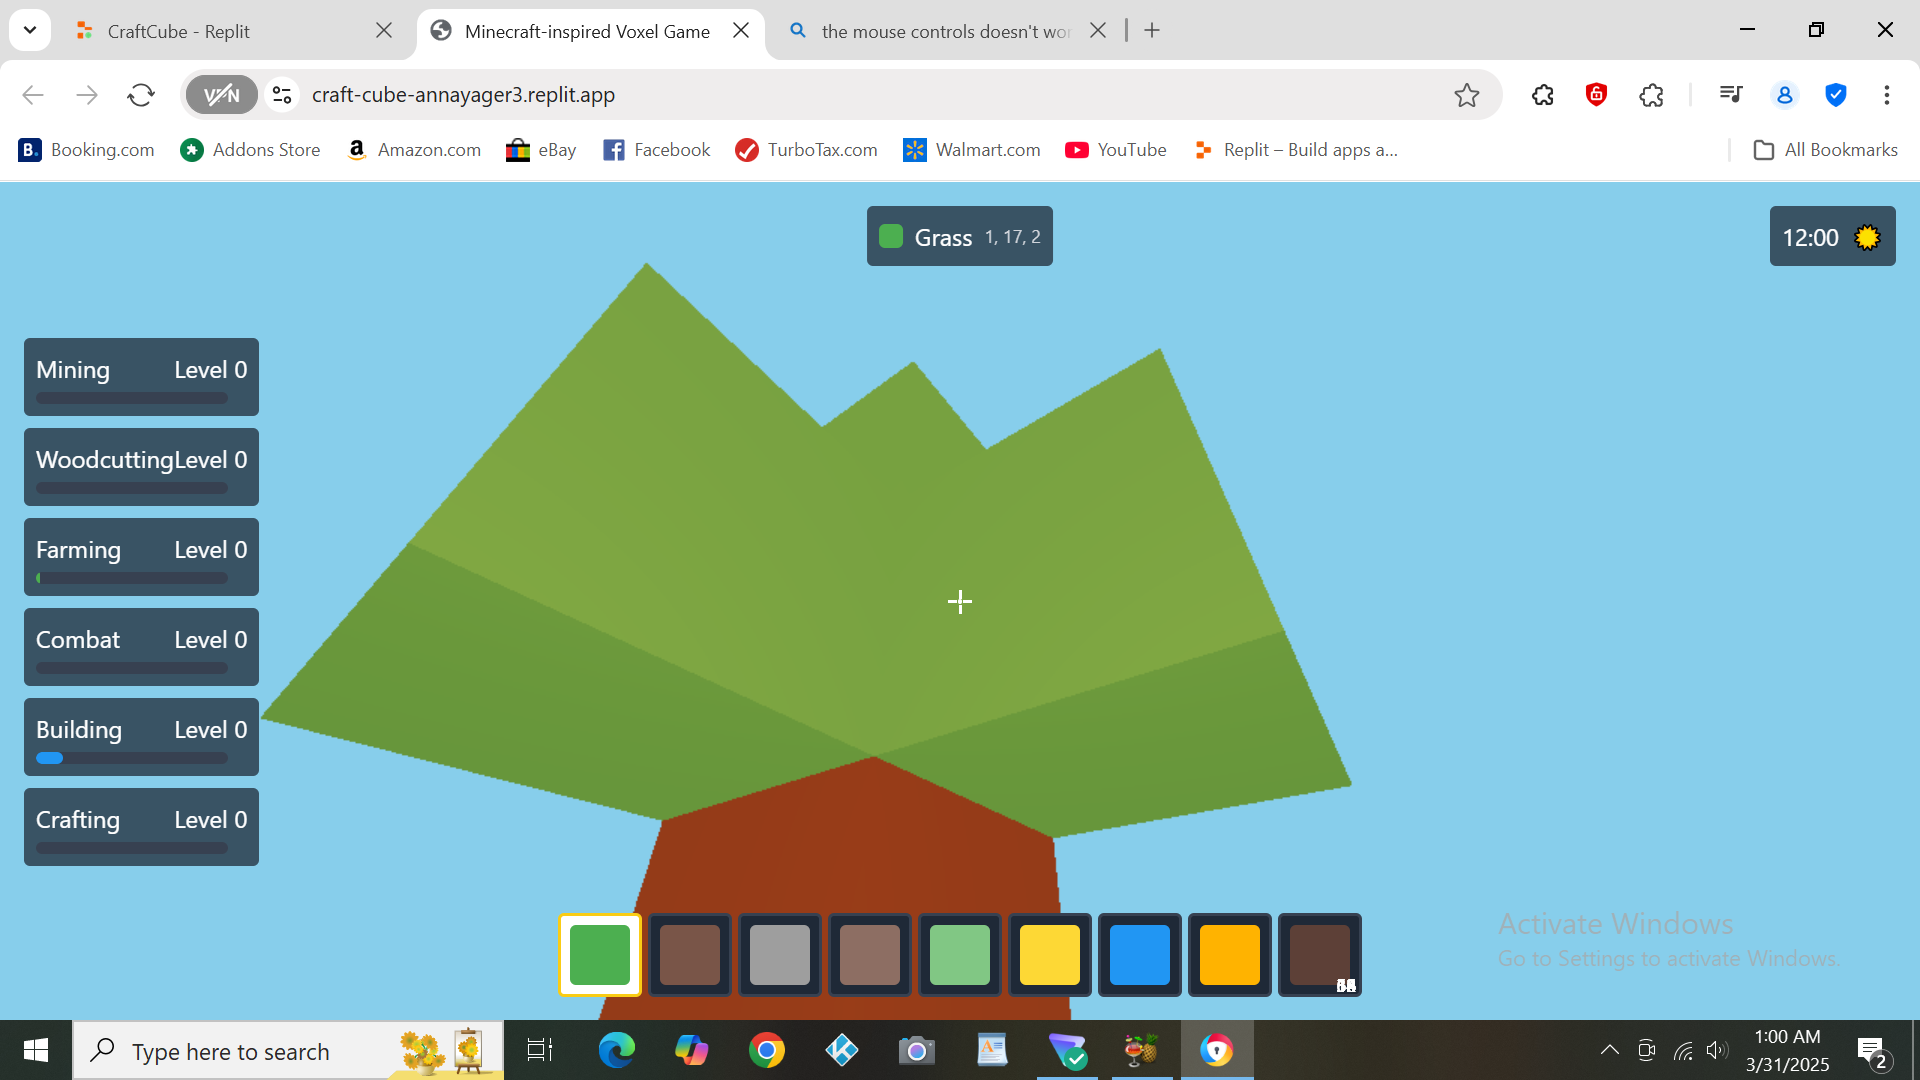 CraftCube - Replit
Minecraft-inspired Voxel Game
the mouse controls doesn't wor
VPN
craft-cube-annayager3.replit.app
B.
Booking.com
Addons Store
Amazon.com
eBay
Facebook
TurboTax.com
Walmart.com
YouTube
Replit – Build apps a...
All Bookmarks
Grass 1, 17, 2
12:00
Mining Level 0
Woodcutting Level 0
Farming Level 0
Combat Level 0
Building Level 0
Crafting Level 0
Activate Windows
Go to Settings to activate Windows.
Type here to search
1:00 AM
3/31/2025
2